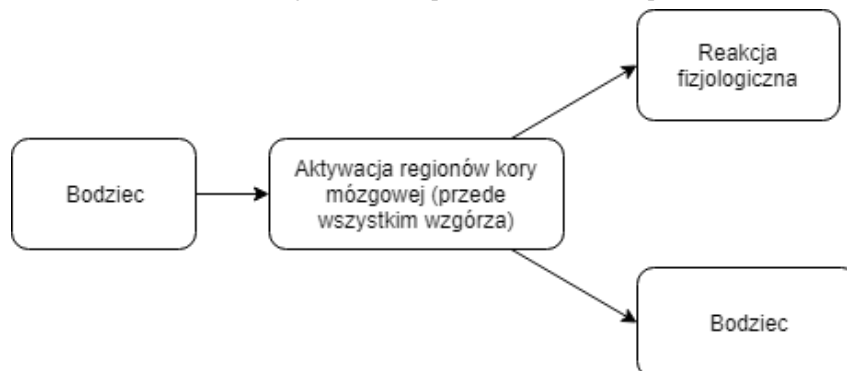 Reakcja
fizjologiczna
Bodziec
Aktywacja regionów kory
mózgowej (przede
wszystkim wzgórza)
Bodziec